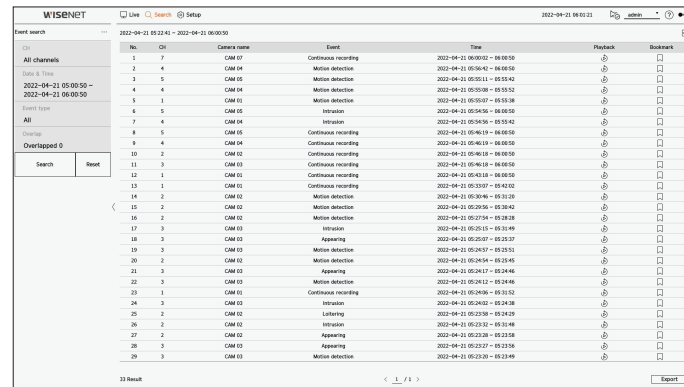 WISENET
Live Search Setup 2022-04-21 06:01:21 admin
Event search ...
2022-04-21 05:22:41 ~ 2022-04-21 06:00:50
CH
All channels
Date & Time
2022-04-21 05:00:50 ~
2022-04-21 06:00:50
Event type
All
Overlap
Overlapped 0
Search Reset
No. CH Camera name Event Time Playback Bookmark
1 7 CAM 07 Continuous recording 2022-04-21 06:00:02 ~ 06:00:50
2 4 CAM 04 Motion detection 2022-04-21 05:56:42 ~ 06:00:50
3 5 CAM 05 Motion detection 2022-04-21 05:55:11 ~ 05:55:42
4 4 CAM 04 Motion detection 2022-04-21 05:55:08 ~ 05:55:52
5 1 CAM 01 Motion detection 2022-04-21 05:55:07 ~ 05:55:38
6 5 CAM 05 Intrusion 2022-04-21 05:54:56 ~ 06:00:50
7 4 CAM 04 Intrusion 2022-04-21 05:54:56 ~ 05:55:42
8 5 CAM 05 Continuous recording 2022-04-21 05:46:19 ~ 06:00:50
9 4 CAM 04 Continuous recording 2022-04-21 05:46:19 ~ 06:00:50
10 2 CAM 02 Continuous recording 2022-04-21 05:46:18 ~ 06:00:50
11 3 CAM 03 Continuous recording 2022-04-21 05:46:18 ~ 06:00:50
12 1 CAM 01 Continuous recording 2022-04-21 05:43:18 ~ 06:00:50
13 1 CAM 01 Continuous recording 2022-04-21 05:33:07 ~ 05:42:02
14 2 CAM 02 Motion detection 2022-04-21 05:30:46 ~ 05:31:20
15 2 CAM 02 Motion detection 2022-04-21 05:29:56 ~ 05:30:42
16 2 CAM 02 Motion detection 2022-04-21 05:27:54 ~ 05:28:28
17 3 CAM 03 Intrusion 2022-04-21 05:25:15 ~ 05:31:49
18 3 CAM 03 Appearing 2022-04-21 05:25:07 ~ 05:25:37
19 3 CAM 03 Motion detection 2022-04-21 05:24:57 ~ 05:25:51
20 2 CAM 02 Motion detection 2022-04-21 05:24:54 ~ 05:25:45
21 3 CAM 03 Appearing 2022-04-21 05:24:17 ~ 05:24:46
22 3 CAM 03 Motion detection 2022-04-21 05:24:12 ~ 05:24:46
23 1 CAM 01 Continuous recording 2022-04-21 05:24:06 ~ 05:31:52
24 3 CAM 03 Intrusion 2022-04-21 05:24:02 ~ 05:24:38
25 2 CAM 02 Loitering 2022-04-21 05:23:58 ~ 05:24:29
26 2 CAM 02 Intrusion 2022-04-21 05:23:32 ~ 05:31:48
27 2 CAM 02 Appearing 2022-04-21 05:23:28 ~ 05:23:58
28 3 CAM 03 Appearing 2022-04-21 05:23:27 ~ 05:23:56
29 3 CAM 03 Motion detection 2022-04-21 05:23:20 ~ 05:23:49
33 Result < 1 / 1 > Export